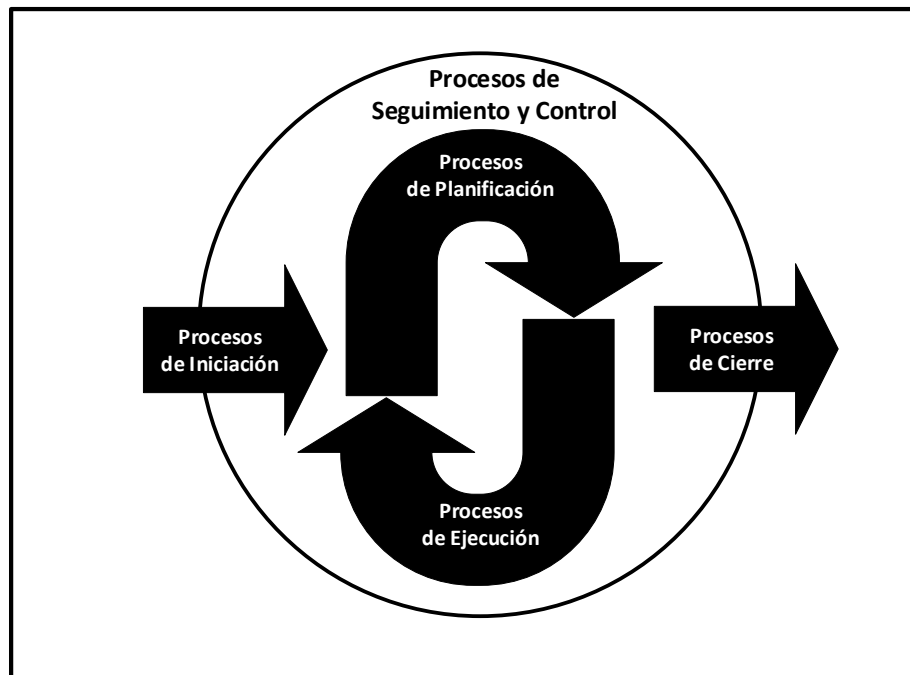 Procesos de
Seguimiento y Control
Procesos
de Planificación
Procesos
de Iniciación
Procesos
de Cierre
Procesos
de Ejecución